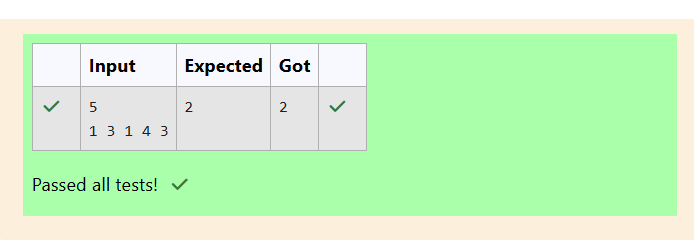 Input Expected Got
5 2 2
1 3 1 4 3
Passed all tests!